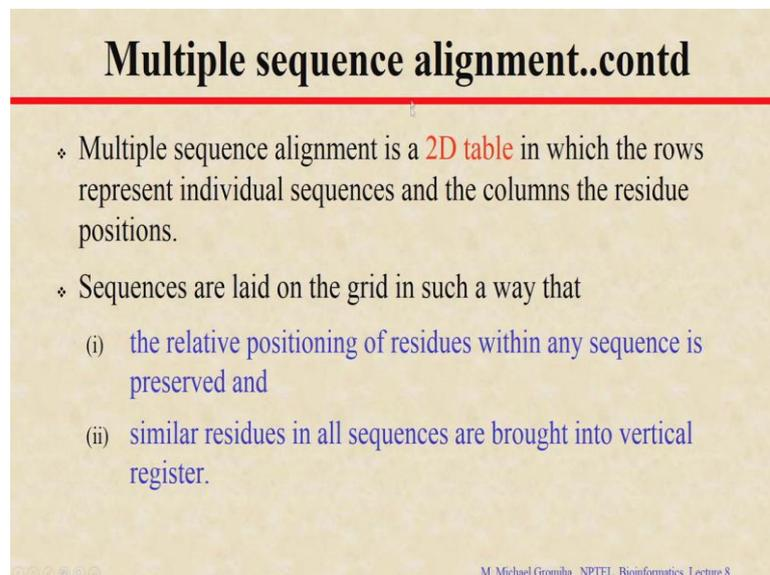 Multiple sequence alignment..contd
❖ Multiple sequence alignment is a 2D table in which the rows
represent individual sequences and the columns the residue
positions.
❖ Sequences are laid on the grid in such a way that
(i) the relative positioning of residues within any sequence is
preserved and
(ii) similar residues in all sequences are brought into vertical
register.
M. Michael Gromiha, NPTEL, Bioinformatics, Lecture 8